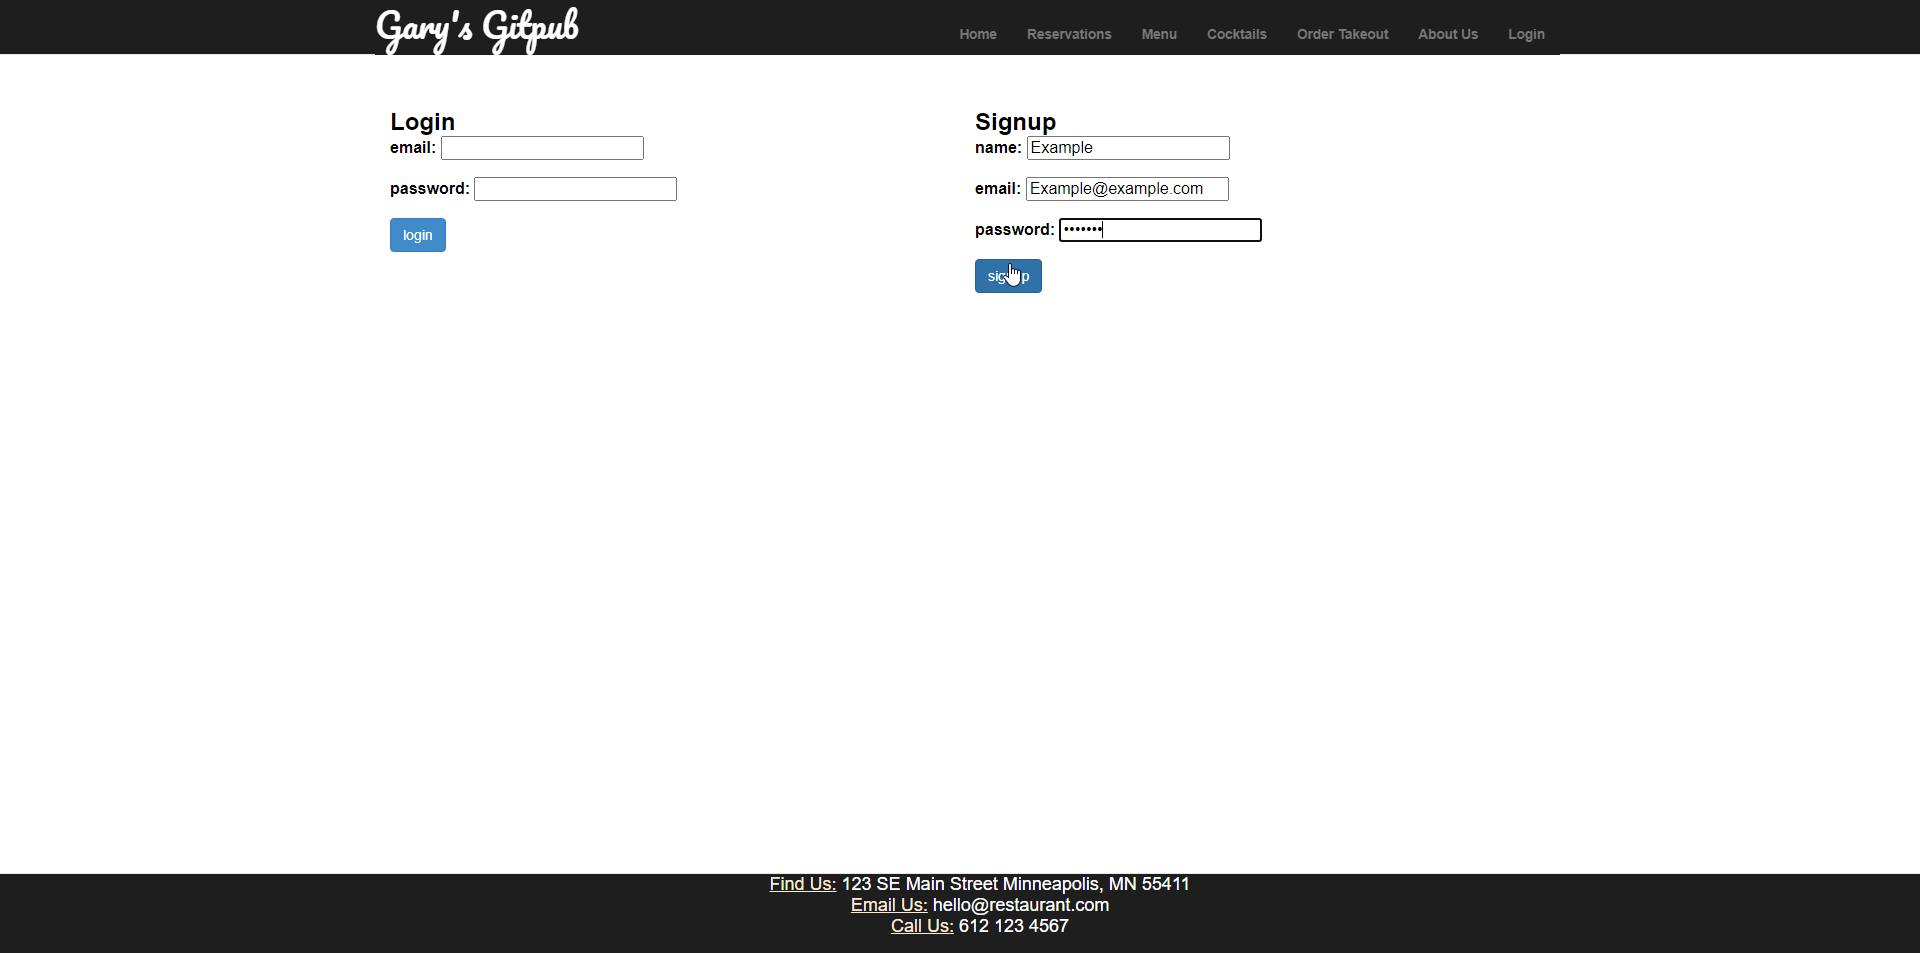 Gary's Gitpub
Home Reservations Menu Cocktails Order Takeout About Us Login
Login
email:
password:
login
Signup
name: Example
email: Example@example.com
password: •••••••
Find Us: 123 SE Main Street Minneapolis, MN 55411
Email Us: hello@restaurant.com
Call Us: 612 123 4567